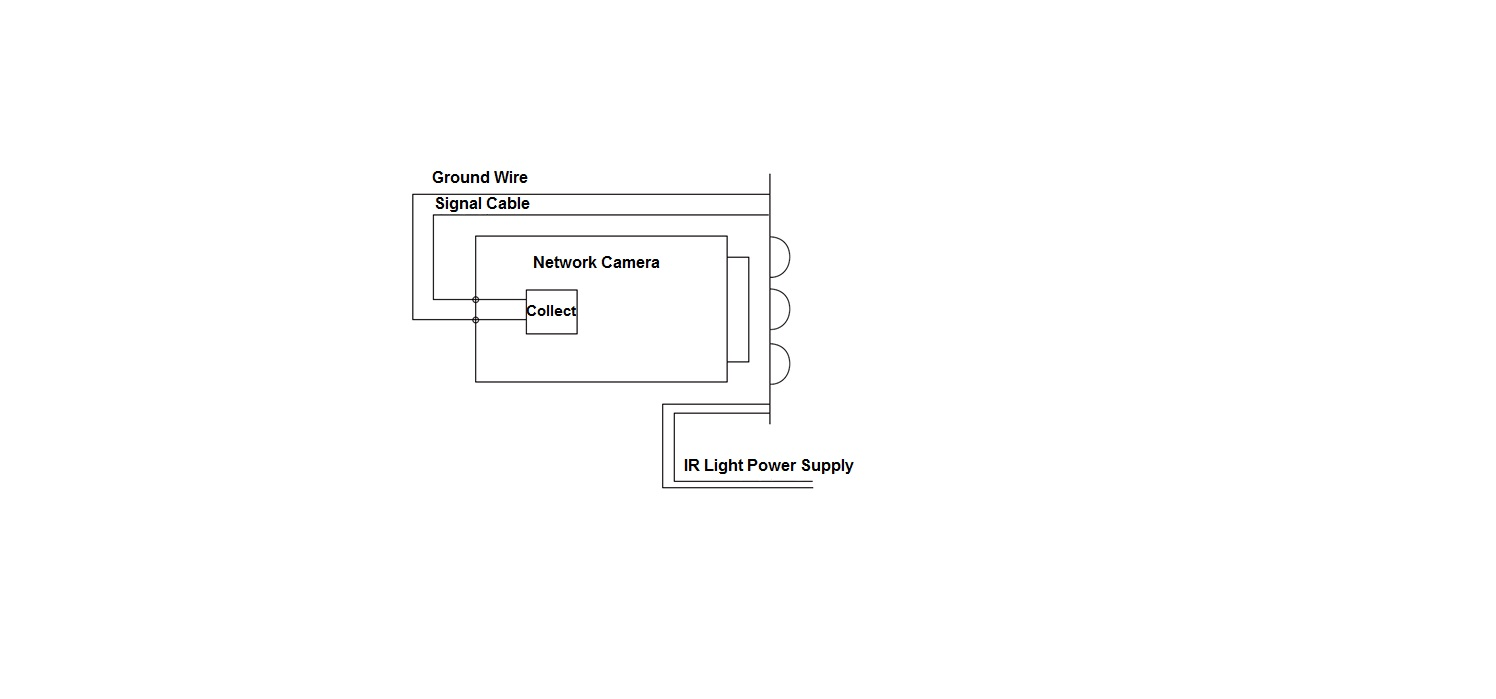 Ground Wire
Signal Cable
Network Camera
Collect
IR Light Power Supply